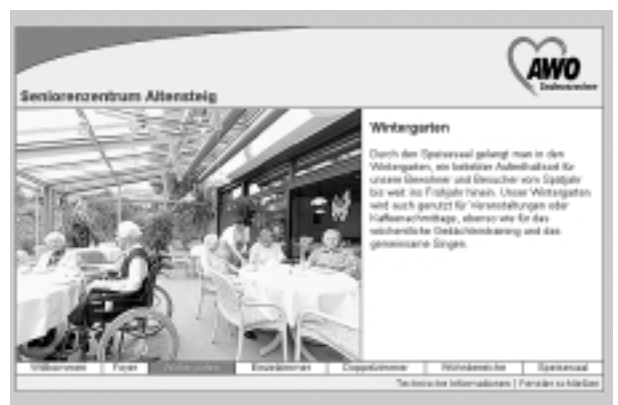 AWO
Seniorenzentrum Altensteig
Wintergarten
Durch den Speisesaal gelangt man in den
Wintergarten, ein beliebter Aufenthaltsort für
unsere Bewohner und Besucher vom Spätjahr
bis weit ins Frühjahr hinein. Unser Wintergarten
wird auch genutzt für Veranstaltungen oder
Kaffeenachmittage, ebenso wie für das
wöchentliche Gedächtnistraining und das
gemeinsame Singen.
Willkommen Foyer Wintergarten Einzelzimmer Doppelzimmer Wohnbereiche Speisesaal
Technische Informationen | Fenster schließen